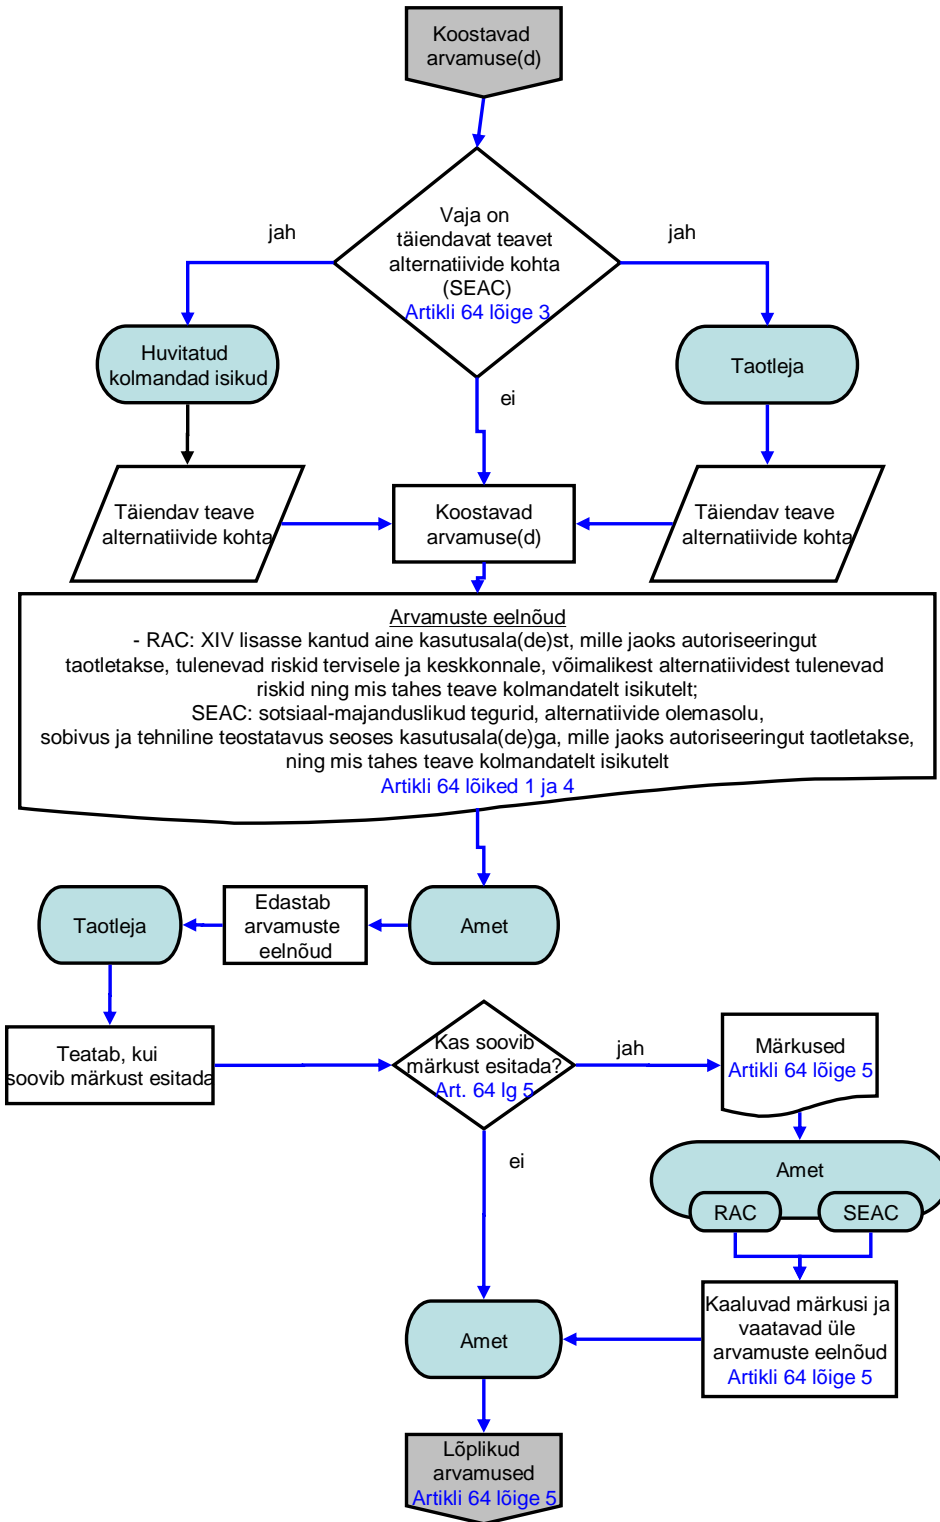 Koostavad
arvamuse(d)
Vaja on
täiendavat teavet
alternatiivide kohta
(SEAC)
Artikli 64 lõige 3
jah
jah
Huvitatud
kolmandad isikud
Taotleja
ei
Täiendav teave
alternatiivide kohta
Koostavad
arvamuse(d)
Täiendav teave
alternatiivide kohta
Arvamuste eelnõud
- RAC: XIV lisasse kantud aine kasutusala(de)st, mille jaoks autoriseeringut
taotletakse, tulenevad riskid tervisele ja keskkonnale, võimalikest alternatiividest tulenevad
riskid ning mis tahes teave kolmandatelt isikutelt;
SEAC: sotsiaal-majanduslikud tegurid, alternatiivide olemasolu,
sobivus ja tehniline teostatavus seoses kasutusala(de)ga, mille jaoks autoriseeringut taotletakse,
ning mis tahes teave kolmandatelt isikutelt
Artikli 64 lõiked 1 ja 4
Taotleja
Edastab
arvamuste
eelnõud
Amet
Teatab, kui
soovib märkust esitada
Kas soovib
märkust esitada?
Art. 64 lg 5
jah
Märkused
Artikli 64 lõige 5
ei
Amet
RAC
SEAC
Kaaluvad märkusi ja
vaatavad üle
arvamuste eelnõud
Artikli 64 lõige 5
Amet
Lõplikud
arvamused
Artikli 64 lõige 5